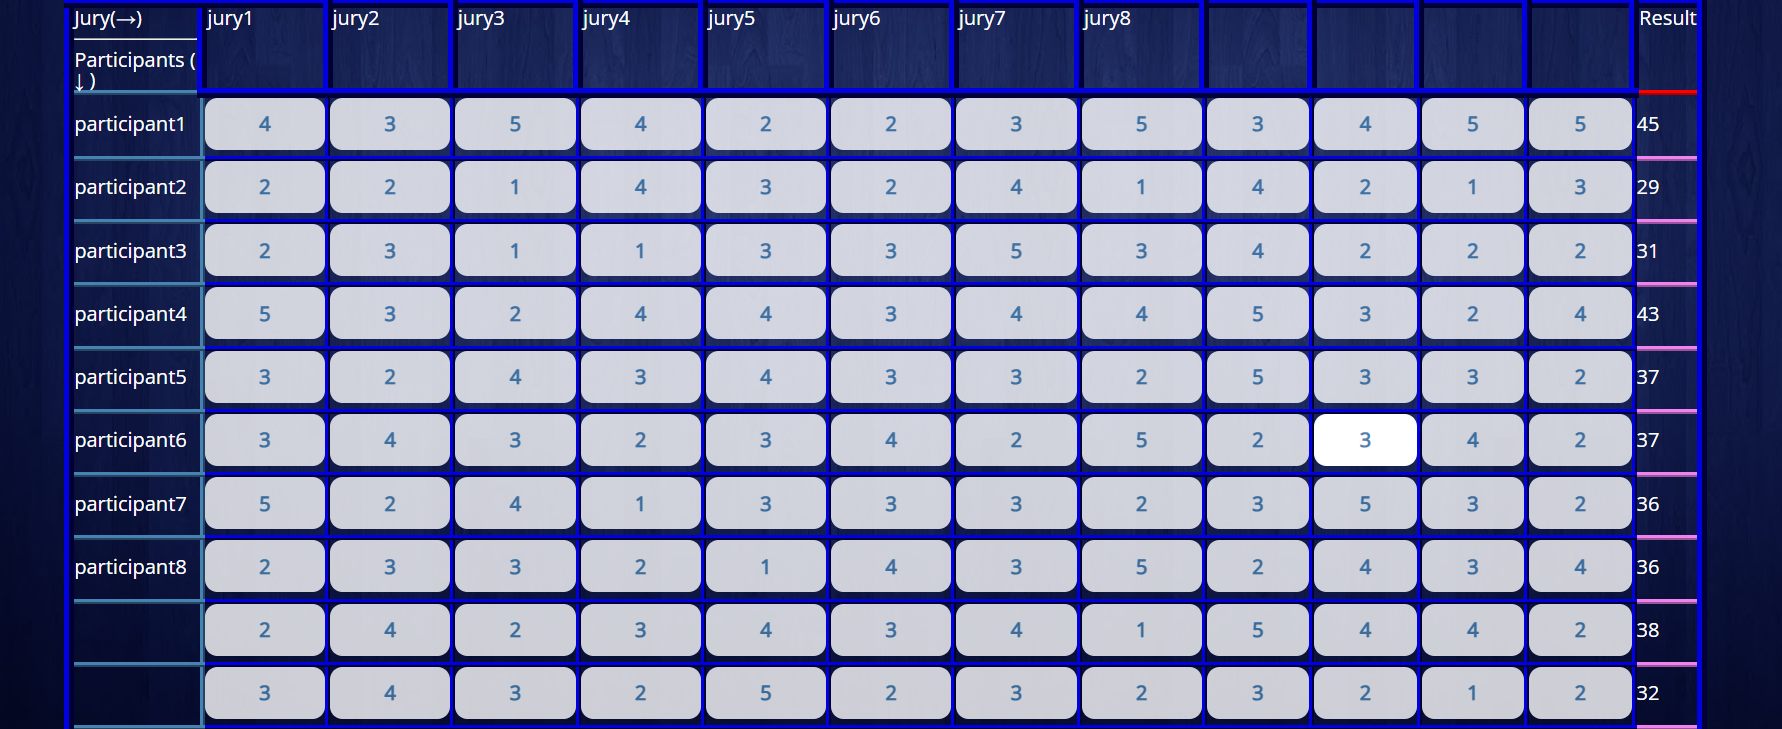 Jury(→) jury1 jury2 jury3 jury4 jury5 jury6 jury7 jury8 Result
Participants (
↓ )
participant1 4 3 5 4 2 2 3 5 3 4 5 5 45
participant2 2 2 1 4 3 2 4 1 4 2 1 3 29
participant3 2 3 1 1 3 3 5 3 4 2 2 2 31
participant4 5 3 2 4 4 3 4 4 5 3 2 4 43
participant5 3 2 4 3 4 3 3 2 5 3 3 2 37
participant6 3 4 3 2 3 4 2 5 2 3 4 2 37
participant7 5 2 4 1 3 3 3 2 3 5 3 2 36
participant8 2 3 3 2 1 4 3 5 2 4 3 4 36
2 4 2 3 4 3 4 1 5 4 4 2 38
3 4 3 2 5 2 3 2 3 2 1 2 32